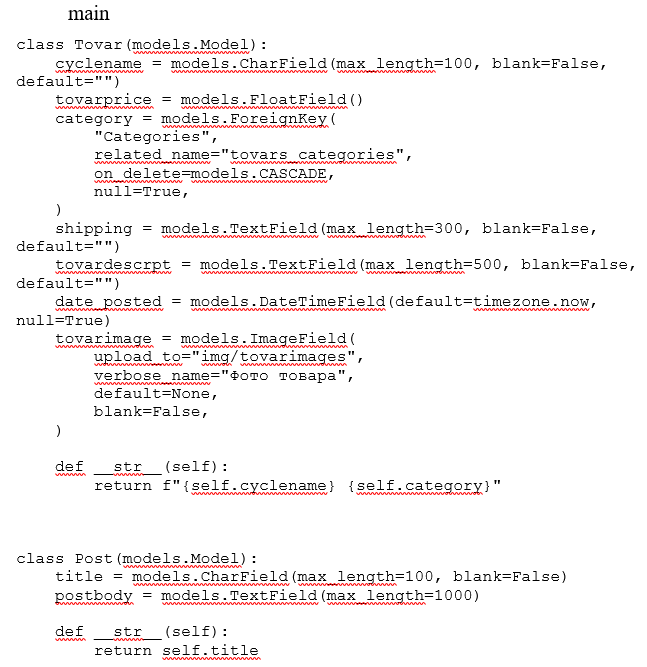 main
class Tovar(models.Model):
    cyclename = models.CharField(max_length=100, blank=False,
default="")
    tovarprice = models.FloatField()
    category = models.ForeignKey(
        "Categories",
        related_name="tovars_categories",
        on_delete=models.CASCADE,
        null=True,
    )
    shipping = models.TextField(max_length=300, blank=False,
default="")
    tovardescrpt = models.TextField(max_length=500, blank=False,
default="")
    date_posted = models.DateTimeField(default=timezone.now,
null=True)
    tovarimage = models.ImageField(
        upload_to="img/tovarimages",
        verbose_name="Фото товара",
        default=None,
        blank=False,
    )
    def __str__(self):
        return f"{self.cyclename} {self.category}"
class Post(models.Model):
    title = models.CharField(max_length=100, blank=False)
    postbody = models.TextField(max_length=1000)
    def __str__(self):
        return self.title